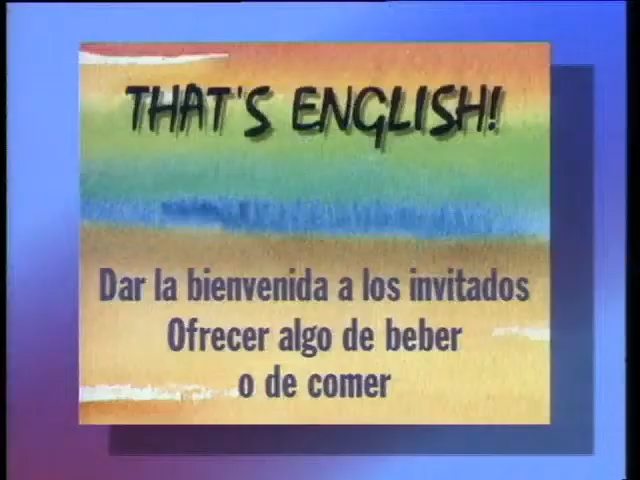 THAT'S ENGLISH!
Dar la bienvenida a los invitados
Ofrecer algo de beber
o de comer